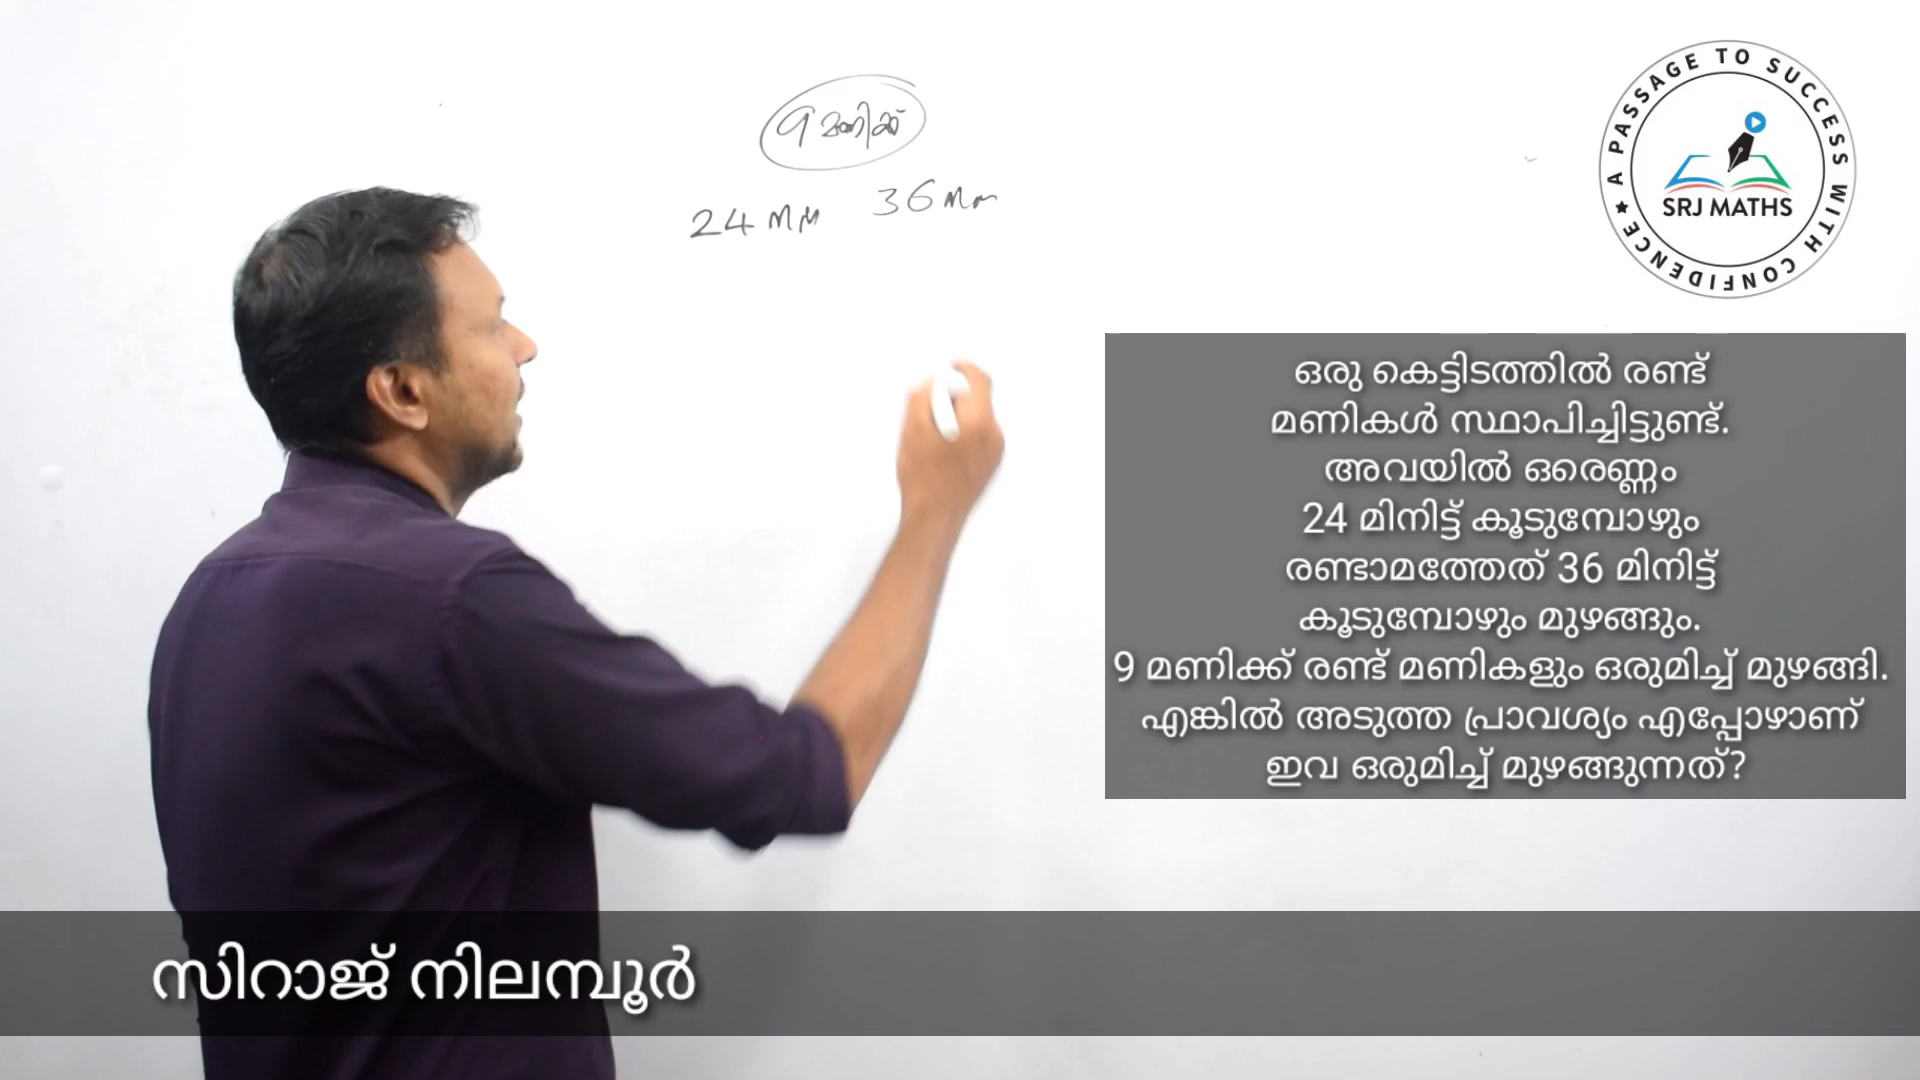 9 മണിക്ക്
24 min 36 min
A PASSAGE TO SUCCESS WITH CONFIDENCE ★
SRJ MATHS
ഒരു കെട്ടിടത്തിൽ രണ്ട്
മണികൾ സ്ഥാപിച്ചിട്ടുണ്ട്.
അവയിൽ ഒരെണ്ണം
24 മിനിട്ട് കൂടുമ്പോഴും
രണ്ടാമത്തേത് 36 മിനിട്ട്
കൂടുമ്പോഴും മുഴങ്ങും.
9 മണിക്ക് രണ്ട് മണികളും ഒരുമിച്ച് മുഴങ്ങി.
എങ്കിൽ അടുത്ത പ്രാവശ്യം എപ്പോഴാണ്
ഇവ ഒരുമിച്ച് മുഴങ്ങുന്നത്?
സിറാജ് നിലമ്പൂർ